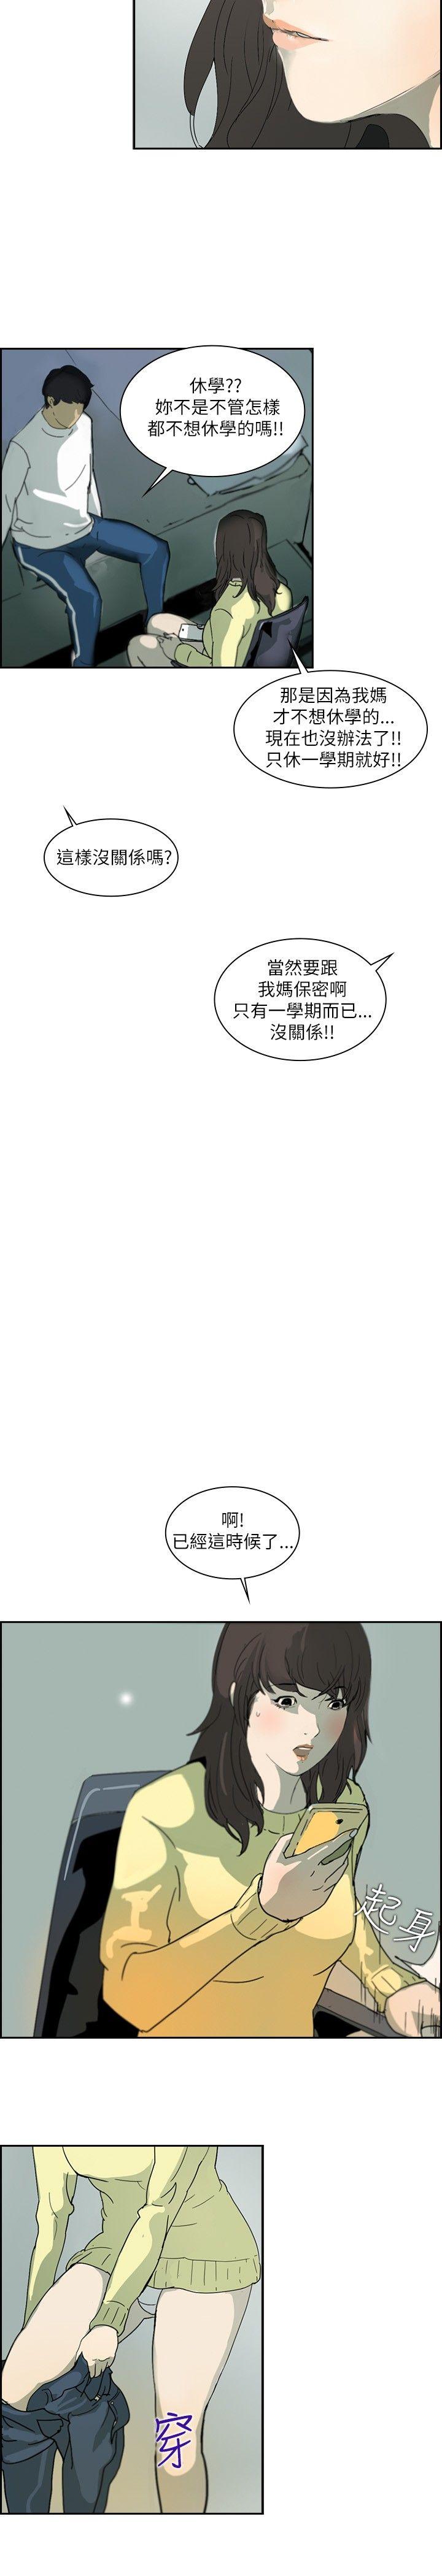 休學??
妳不是不管怎樣
都不想休學的嗎!!
那是因為我媽
才不想休學的...
現在也沒辦法了!!
只休一學期就好!!
這樣沒關係嗎?
當然要跟
我媽保密啊
只有一學期而已...
沒關係!!
啊!
已經這時候了...
起身
穿